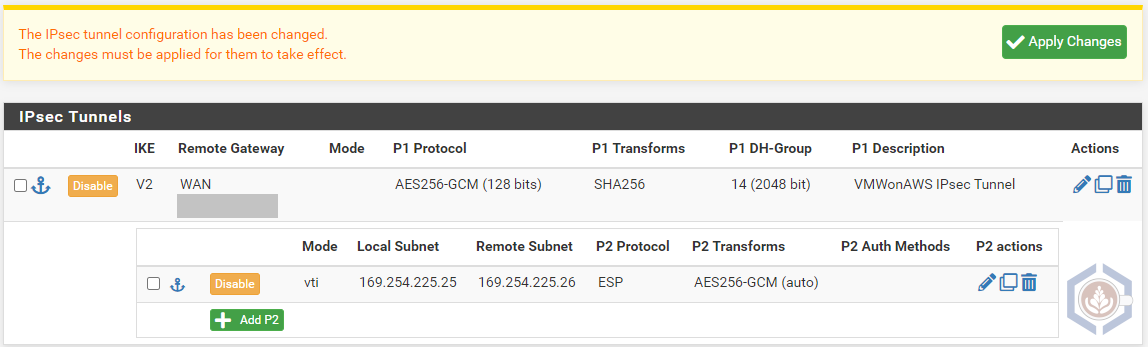 The IPsec tunnel configuration has been changed.
The changes must be applied for them to take effect.
Apply Changes
IPsec Tunnels
IKE Remote Gateway Mode P1 Protocol P1 Transforms P1 DH-Group P1 Description Actions
Disable V2 WAN AES256-GCM (128 bits) SHA256 14 (2048 bit) VMWonAWS IPsec Tunnel
Mode Local Subnet Remote Subnet P2 Protocol P2 Transforms P2 Auth Methods P2 actions
Disable vti 169.254.225.25 169.254.225.26 ESP AES256-GCM (auto)
Add P2